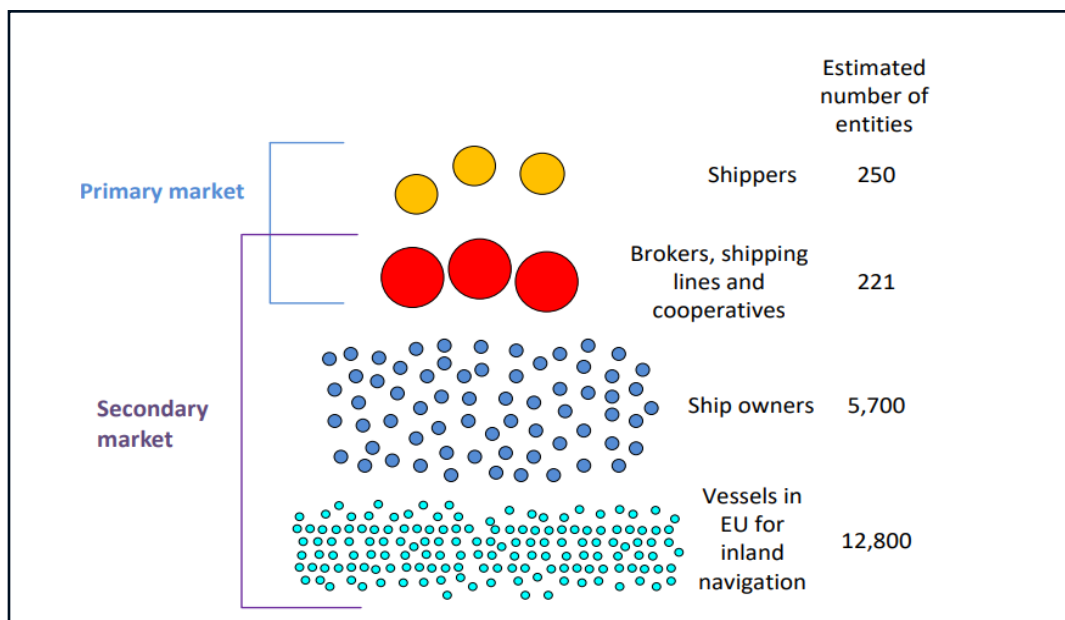 Estimated
number of
entities
Primary market
Shippers
250
Brokers, shipping
lines and
cooperatives
221
Secondary
market
Ship owners
5,700
Vessels in
EU for
inland
navigation
12,800